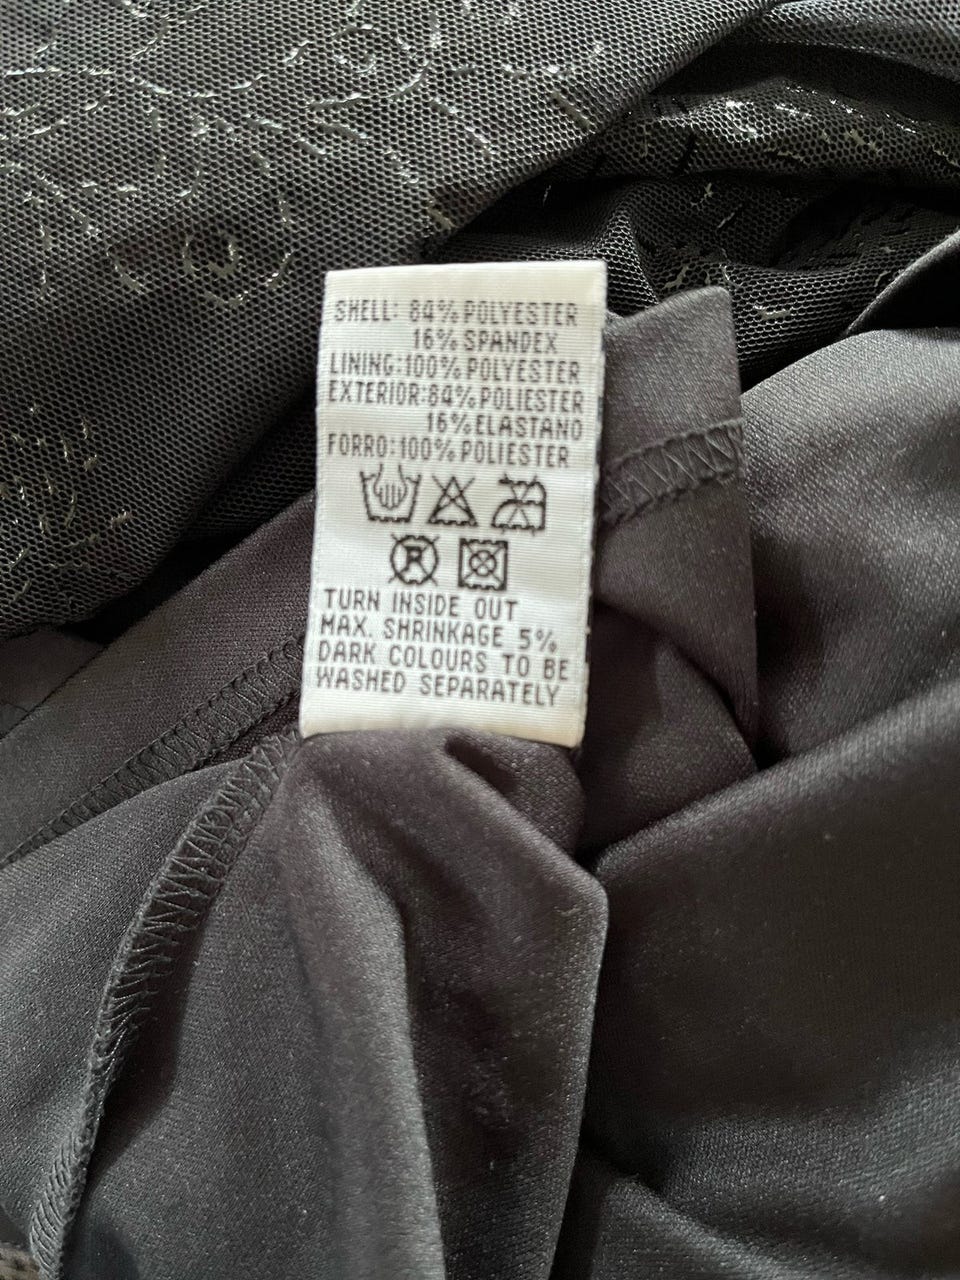 SHELL: 84% POLYESTER
16% SPANDEX
LINING:100% POLYESTER
EXTERIOR:84% POLIESTER
16% ELASTANO
FORRO:100% POLIESTER
P
TURN INSIDE OUT
MAX. SHRINKAGE 5%
DARK COLOURS TO BE
WASHED SEPARATELY